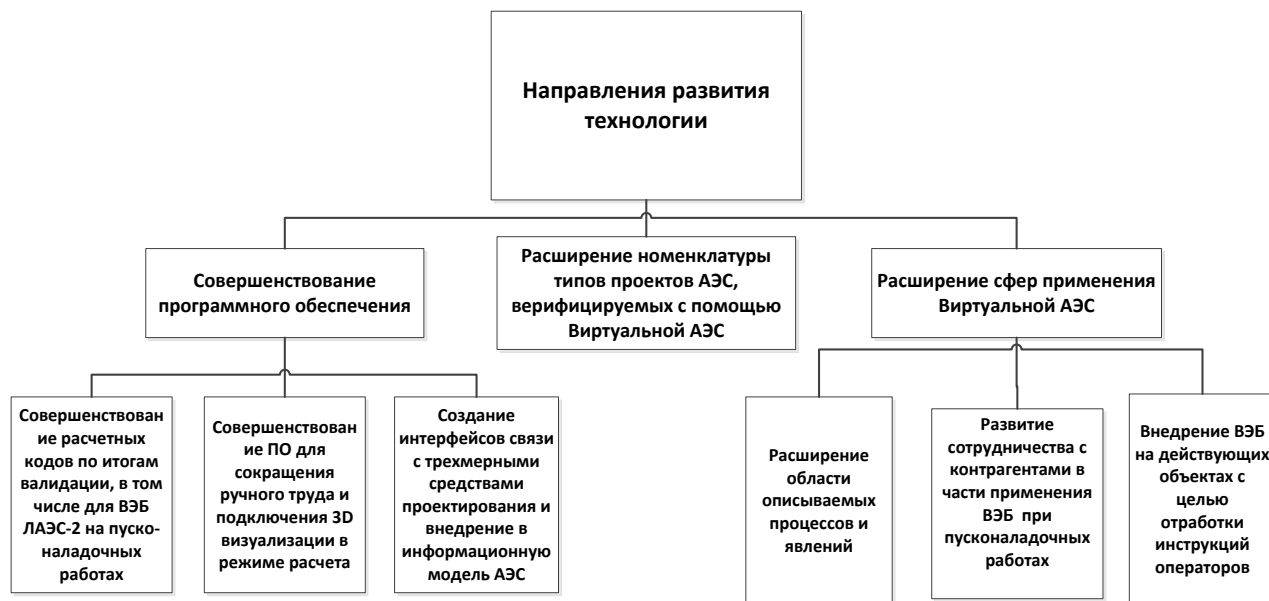 Направления развития
технологии
Совершенствование
программного обеспечения
Расширение номенклатуры
типов проектов АЭС,
верифицируемых с помощью
Виртуальной АЭС
Расширение сфер применения
Виртуальной АЭС
Совершенствован
ие расчетных
кодов по итогам
валидации, в том
числе для ВЭБ
ЛАЭС-2 на пуско-
наладочных
работах
Совершенствован
ие ПО для
сокращения
ручного труда и
подключения 3D
визуализации в
режиме расчета
Создание
интерфейсов связи
с трехмерными
средствами
проектирования и
внедрение в
информационную
модель АЭС
Расширение
области
описываемых
процессов и
явлений
Развитие
сотрудничества с
контрагентами в
части применения
ВЭБ при
пусконаладочных
работах
Внедрение ВЭБ
на действующих
объектах с
целью
отработки
инструкций
операторов